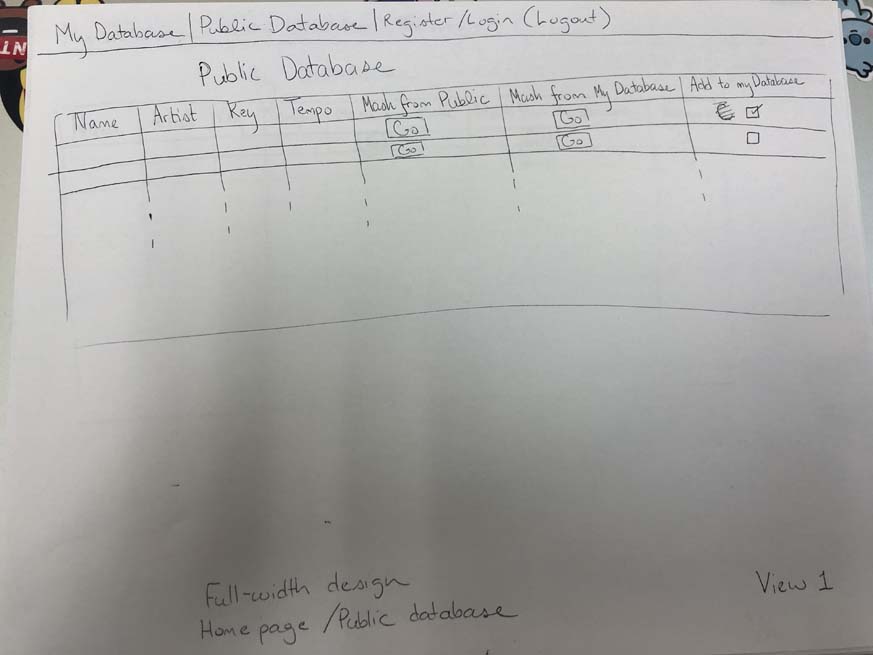 My Database | Public Database | Register/Login (Logout)
Public Database
Name Artist Key Tempo Mash from Public Mash from My Database Add to my Database
Go Go
Go Go
Full-width design
Home page / Public database
View 1